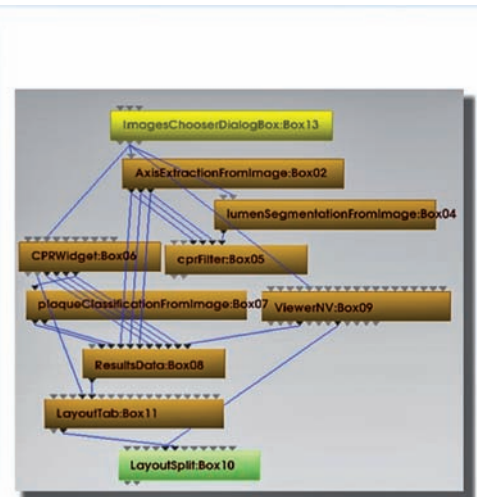 ImagesChooserDialogBox:Box13
AxisExtractionFromImage:Box02
lumenSegmentationFromImage:Box04
CPRWidget:Box06
cprFilter:Box05
plaqueClassificationFromImage:Box07
ViewerNV:Box09
ResultsData:Box08
LayoutTab:Box11
LayoutSplit:Box10